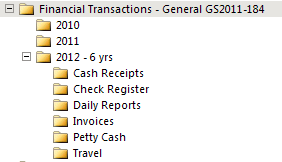 Financial Transactions - General GS2011-184
2010
2011
2012 - 6 yrs
Cash Receipts
Check Register
Daily Reports
Invoices
Petty Cash
Travel